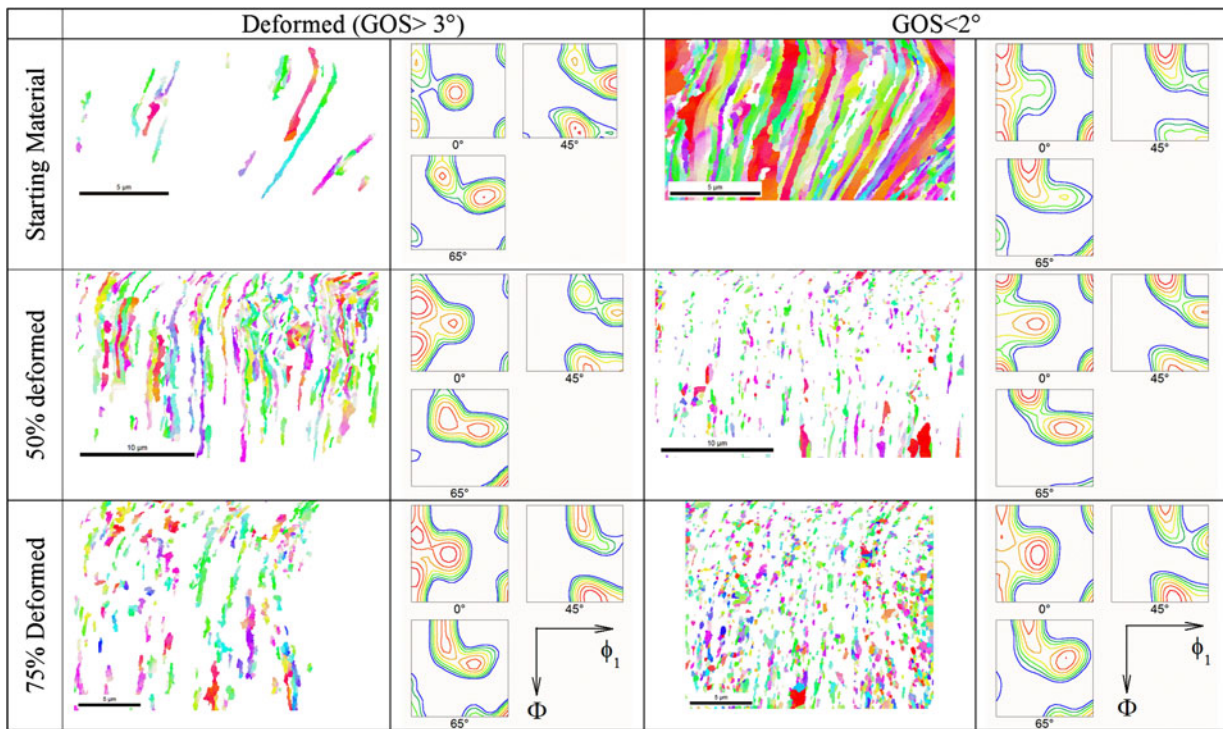 Deformed (GOS> 3°)
GOS<2°
Starting Material
5 µm
0°
45°
65°
5 µm
0°
45°
65°
50% deformed
10 µm
0°
45°
65°
10 µm
0°
45°
65°
75% Deformed
5 µm
0°
45°
65°
ϕ1
Φ
5 µm
0°
45°
65°
ϕ1
Φ